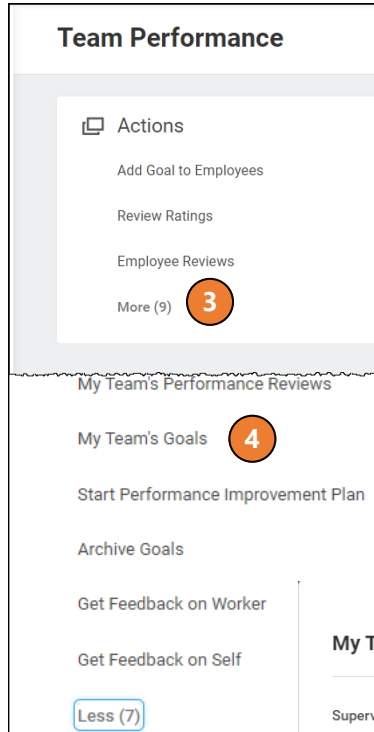 Team Performance
Actions
Add Goal to Employees
Review Ratings
Employee Reviews
More (9) 3
My Team's Performance Reviews
My Team's Goals 4
Start Performance Improvement Plan
Archive Goals
Get Feedback on Worker
Get Feedback on Self
My
Less (7)